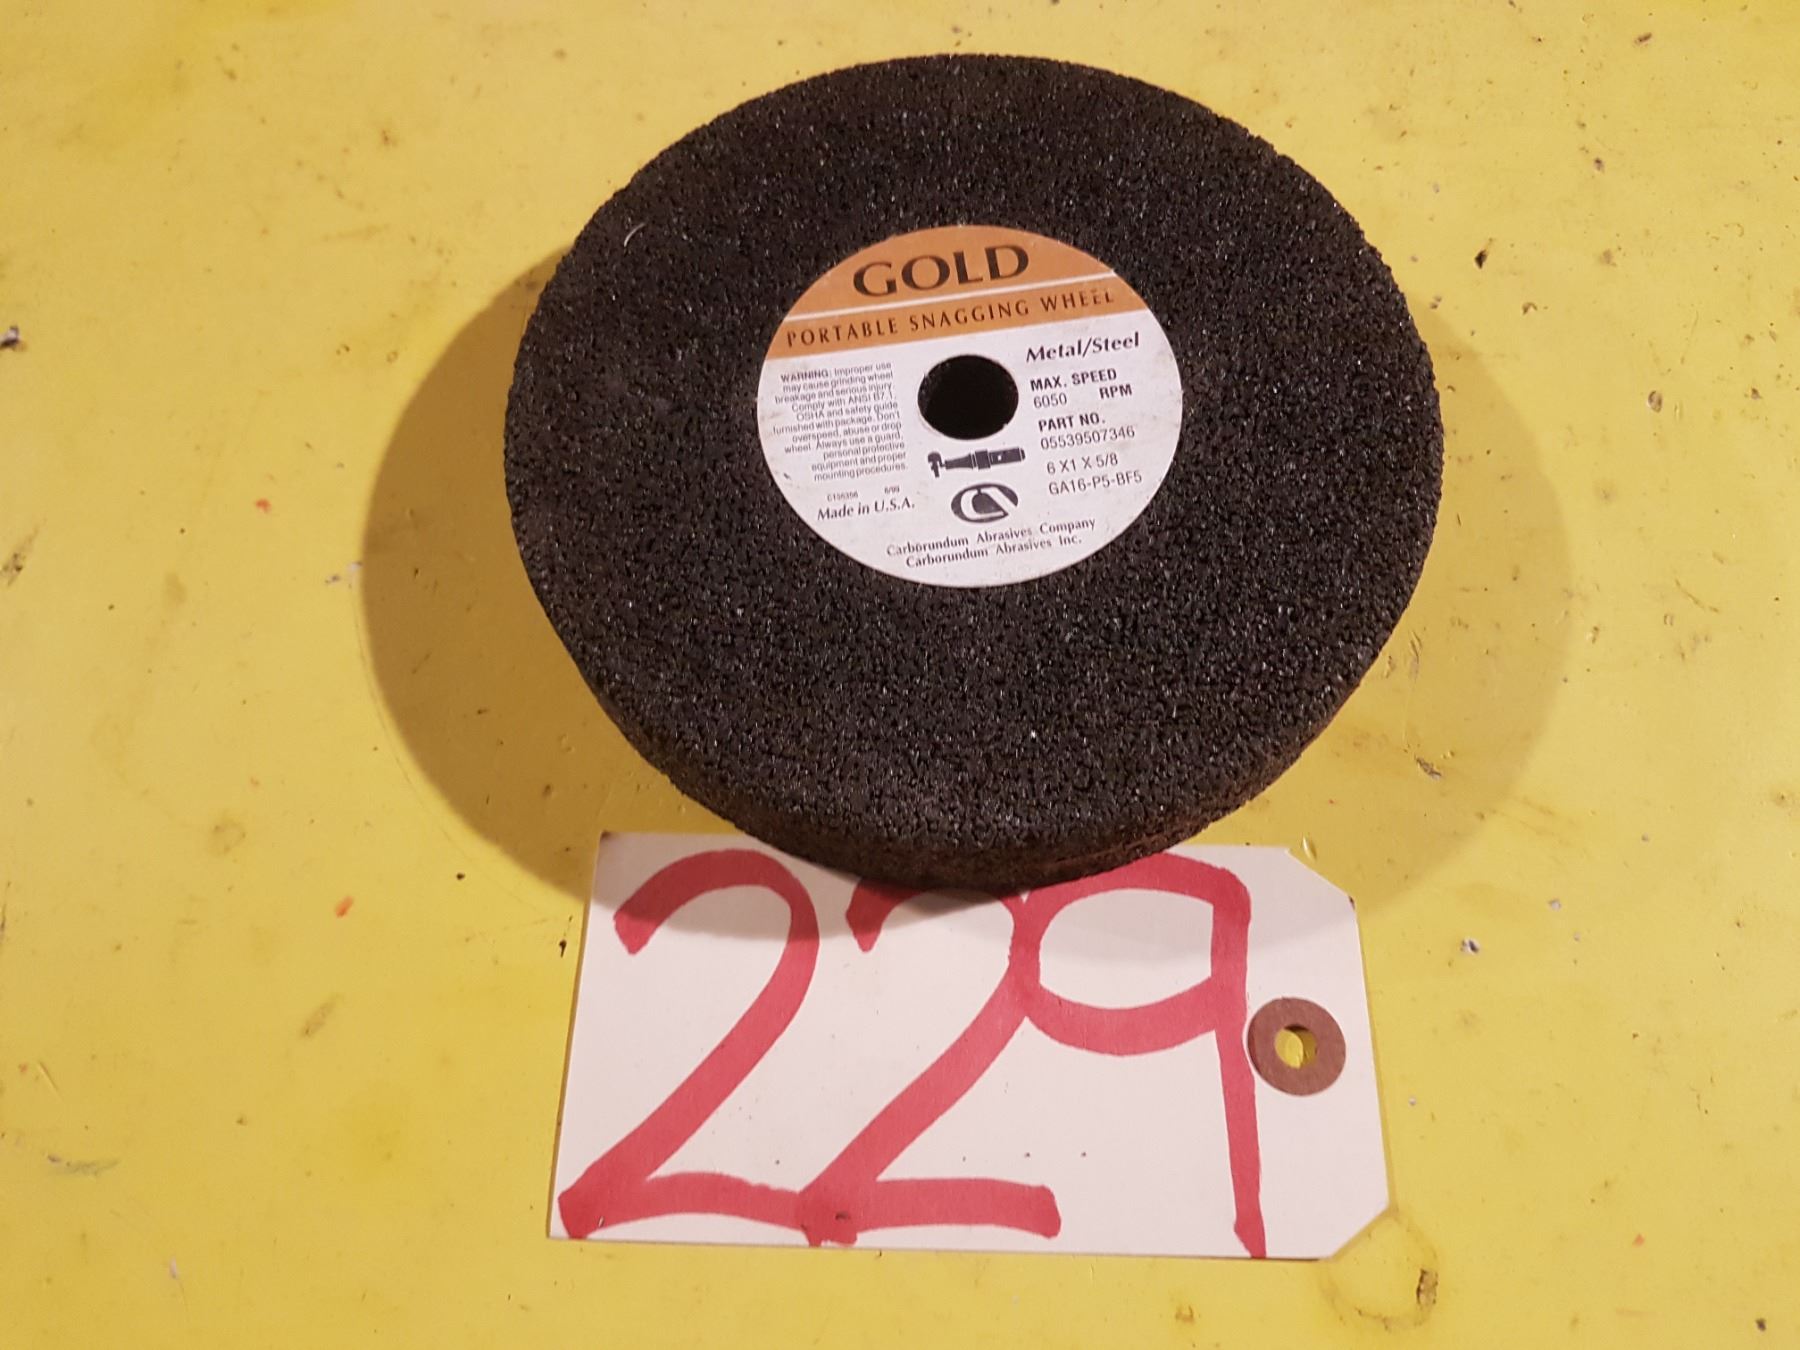 GOLD
PORTABLE SNAGGING WHEEL
WARNING: Improper use
may cause grinding wheel
breakage and serious injury.
Comply with ANSI B7.1,
OSHA and safety guide
furnished with package. Don't
overspeed, abuse or drop
wheel. Always use a guard,
personal protective
equipment and proper
mounting procedures.
6/99
Made in U.S.A.
Metal/Steel
MAX. SPEED
6050 RPM
PART NO.
05539507346
6 X1 X 5/8
GA16-P5-BF5
CA
Carborundum Abrasives Company
Carborundum Abrasives Inc.
229